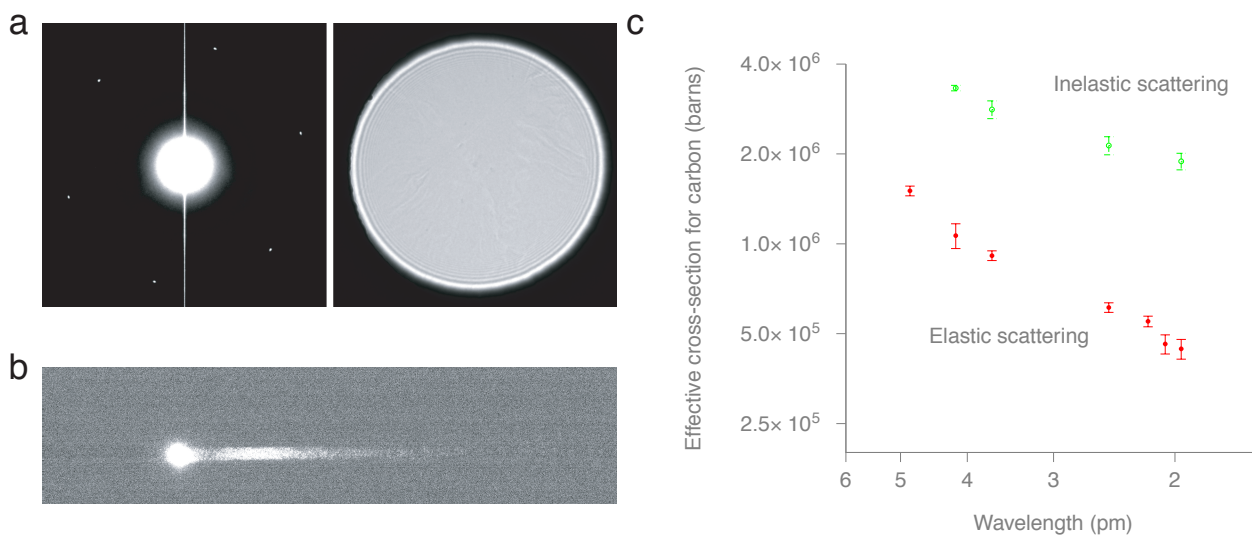 a
b
c
Effective cross-section for carbon (barns)
4.0× 10⁶
2.0× 10⁶
1.0× 10⁶
5.0× 10⁵
2.5× 10⁵
Inelastic scattering
Elastic scattering
6 5 4 3 2
Wavelength (pm)